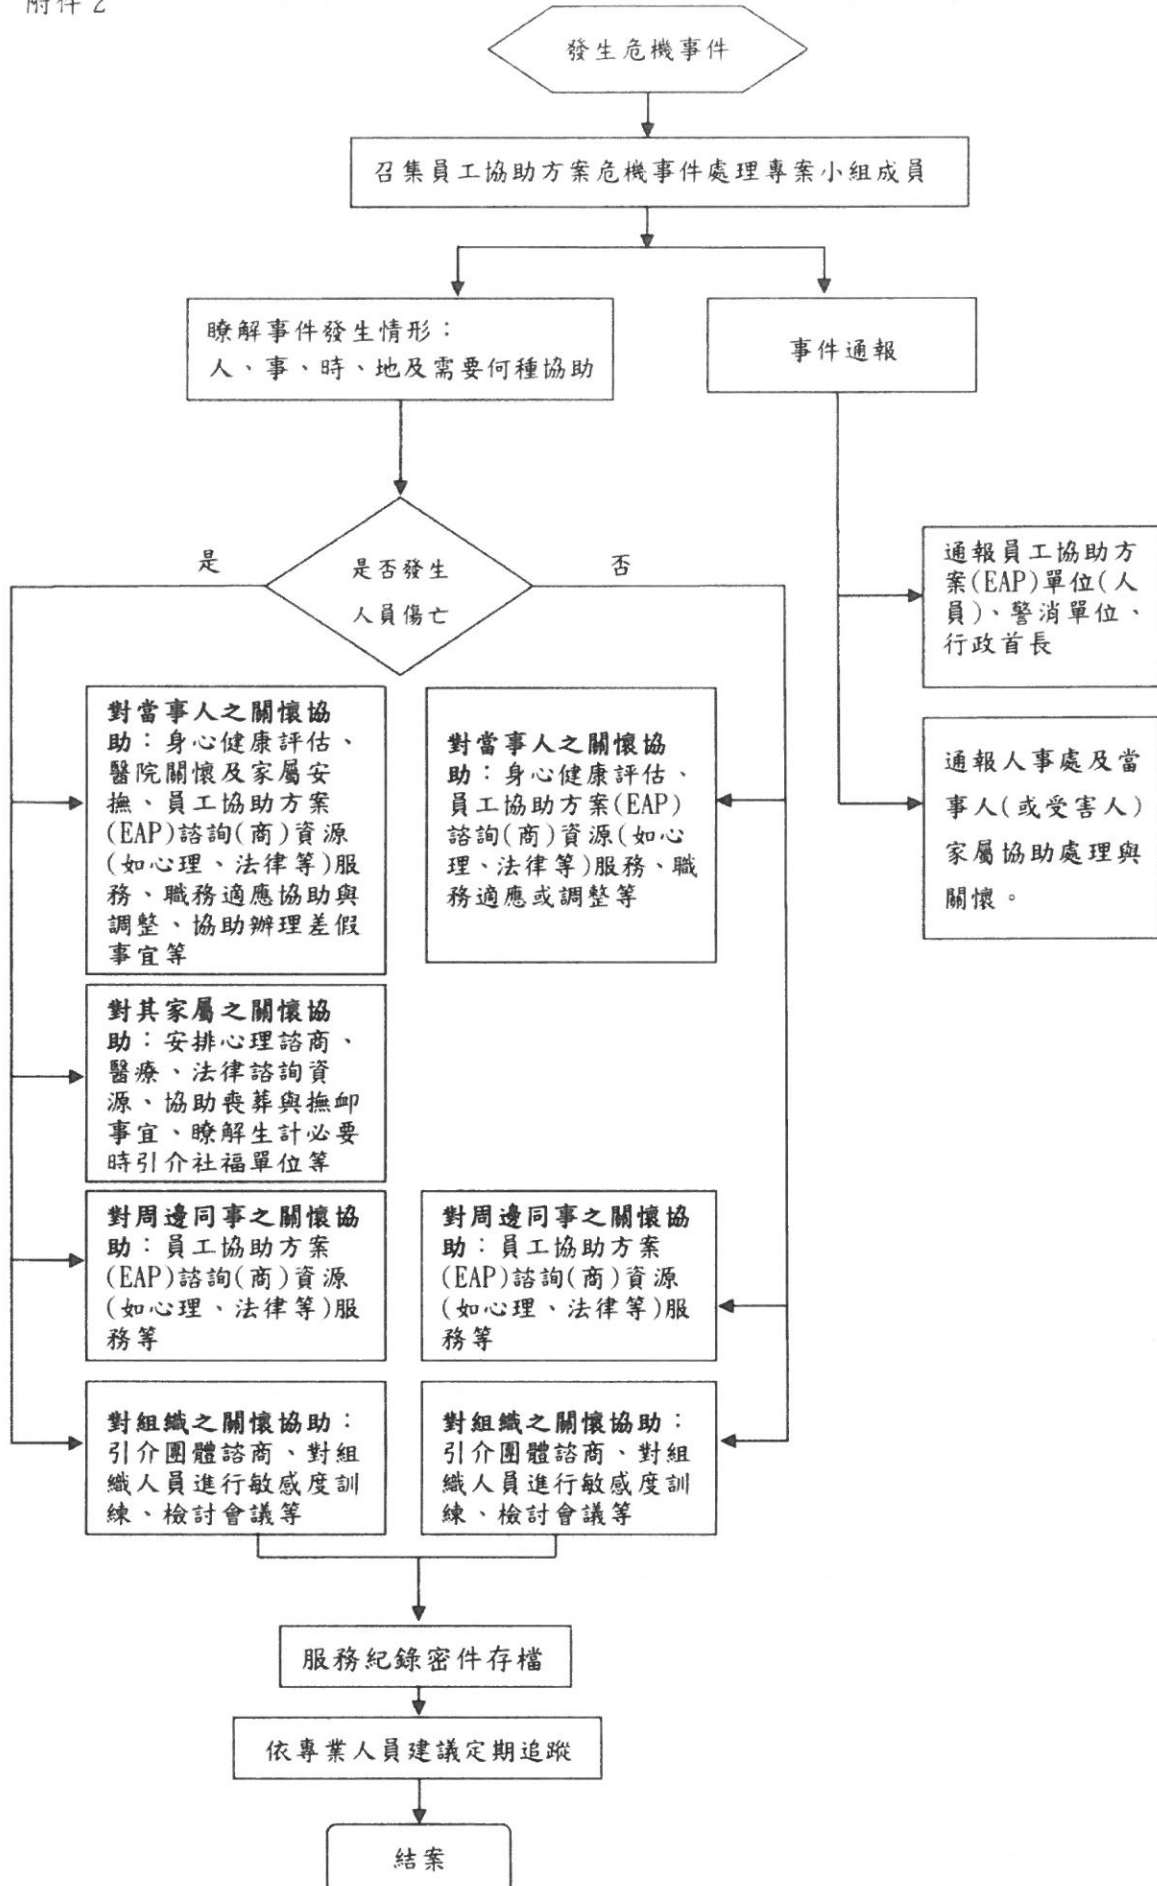 附件2
發生危機事件
召集員工協助方案危機事件處理專案小組成員
瞭解事件發生情形：
人、事、時、地及需要何種協助
事件通報
是
是否發生
人員傷亡
否
通報員工協助方
案(EAP)單位(人
員)、警消單位、
行政首長
通報人事處及當
事人(或受害人)
家屬協助處理與
關懷。
對當事人之關懷協
助：身心健康評估、
醫院關懷及家屬安
撫、員工協助方案
(EAP)諮詢(商)資源
(如心理、法律等)服
務、職務適應協助與
調整、協助辦理差假
事宜等
對當事人之關懷協
助：身心健康評估、
員工協助方案(EAP)
諮詢(商)資源(如心
理、法律等)服務、職
務適應或調整等
對其家屬之關懷協
助：安排心理諮商、
醫療、法律諮詢資
源、協助喪葬與撫卹
事宜、瞭解生計必要
時引介社福單位等
對周邊同事之關懷協
助：員工協助方案
(EAP)諮詢(商)資源
(如心理、法律等)服
務等
對周邊同事之關懷協
助：員工協助方案
(EAP)諮詢(商)資源
(如心理、法律等)服
務等
對組織之關懷協助：
引介團體諮商、對組
織人員進行敏感度訓
練、檢討會議等
對組織之關懷協助：
引介團體諮商、對組
織人員進行敏感度訓
練、檢討會議等
服務紀錄密件存檔
依專業人員建議定期追蹤
結案